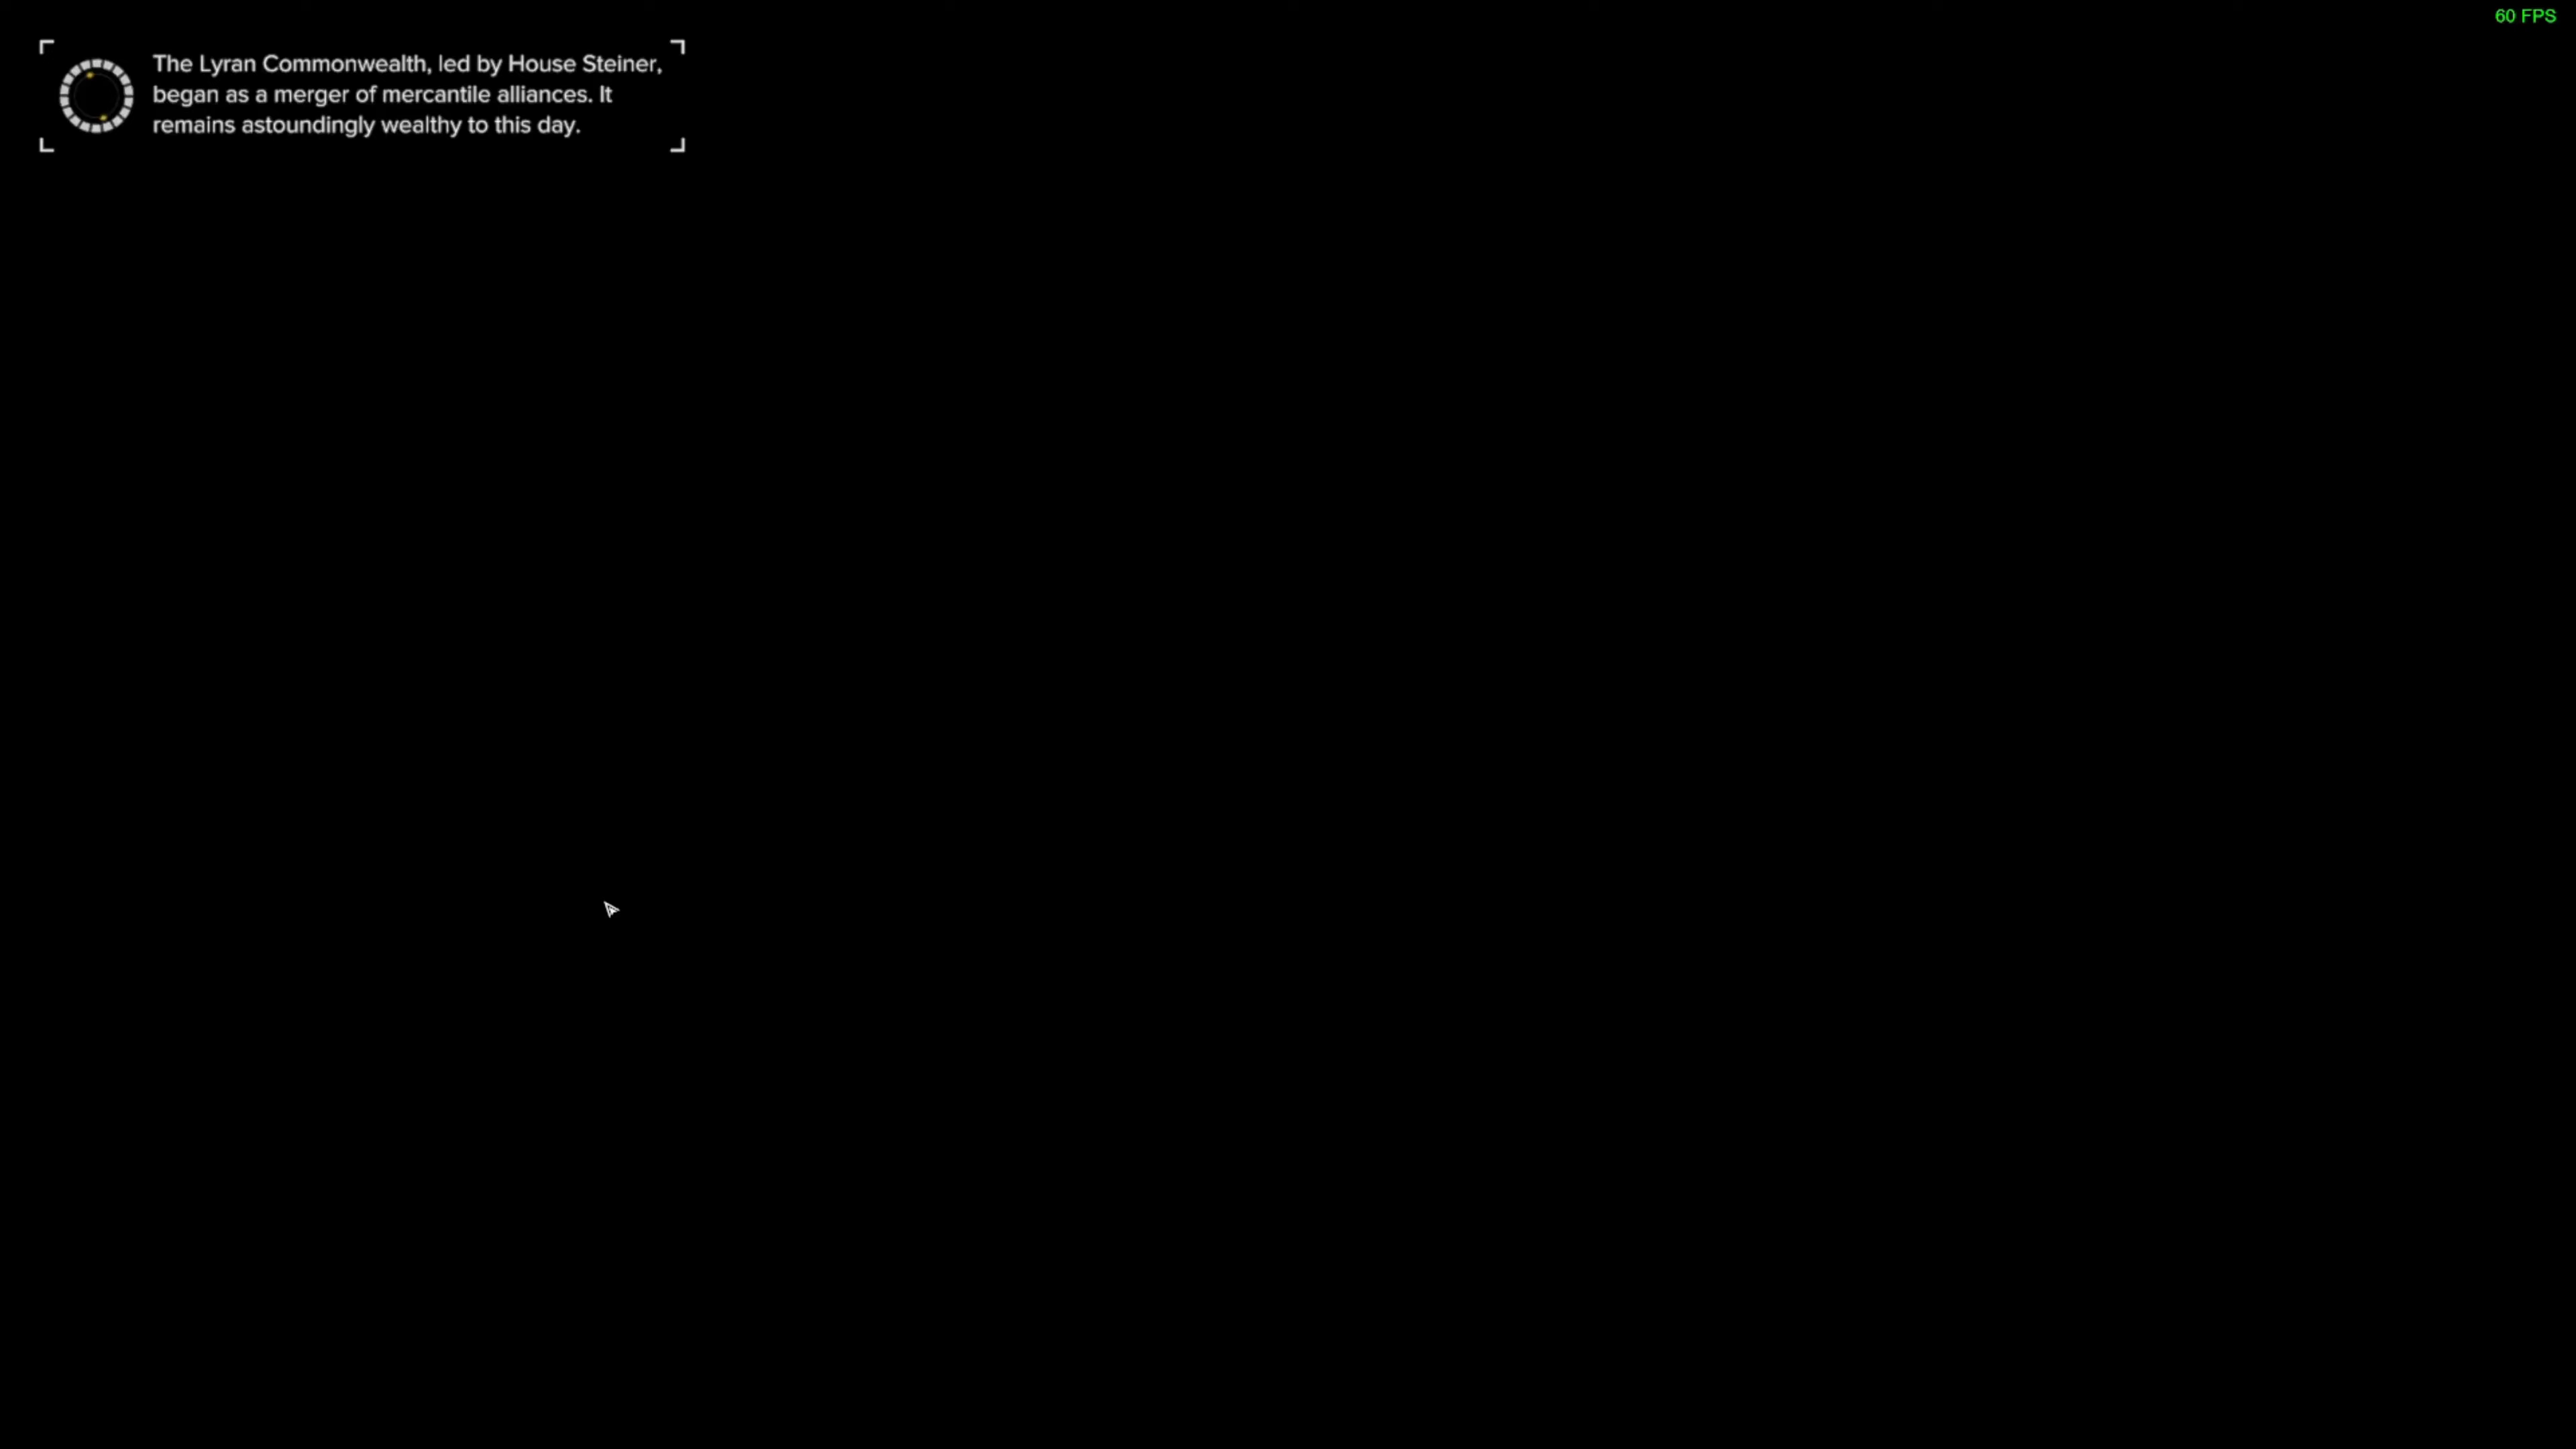 60 FPS
The Lyran Commonwealth, led by House Steiner,
began as a merger of mercantile alliances. It
remains astoundingly wealthy to this day.